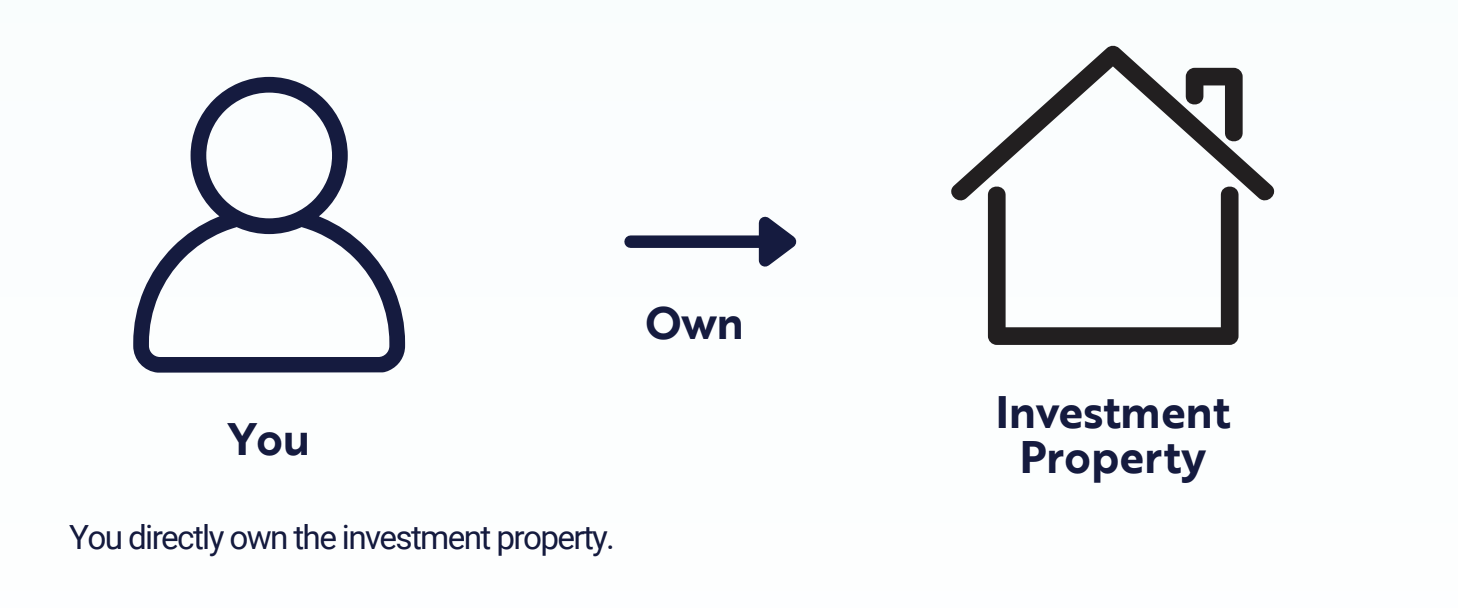 Own
You
Investment
Property
You directly own the investment property.